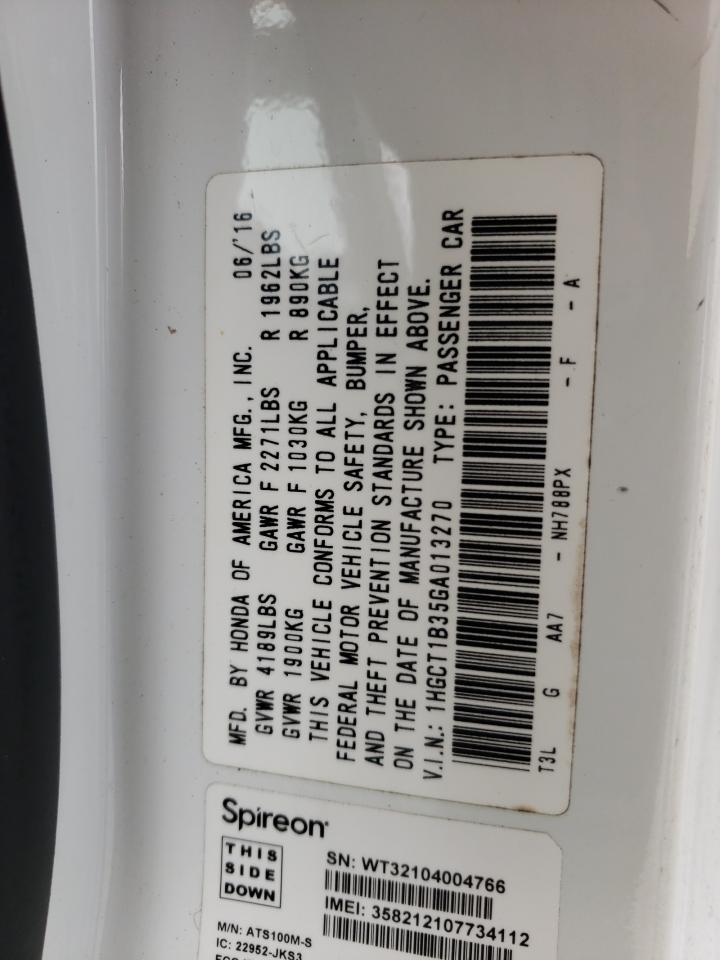 MFD. BY HONDA OF AMERICA MFG., INC. 06/'16
GVWR 4189LBS GAWR F 2271LBS R 1962LBS
GVWR 1900KG GAWR F 1030KG R 890KG
THIS VEHICLE CONFORMS TO ALL APPLICABLE
FEDERAL MOTOR VEHICLE SAFETY, BUMPER,
AND THEFT PREVENTION STANDARDS IN EFFECT
ON THE DATE OF MANUFACTURE SHOWN ABOVE.
V.I.N.: 1HGCT1B35GA013270 TYPE: PASSENGER CAR
T3L G AA7 - NH788PX - F - A
Spireon
THIS
SIDE
DOWN
SN: WT32104004766
IMEI: 358212107734112
M/N: ATS100M-S
IC: 22952-JKS3